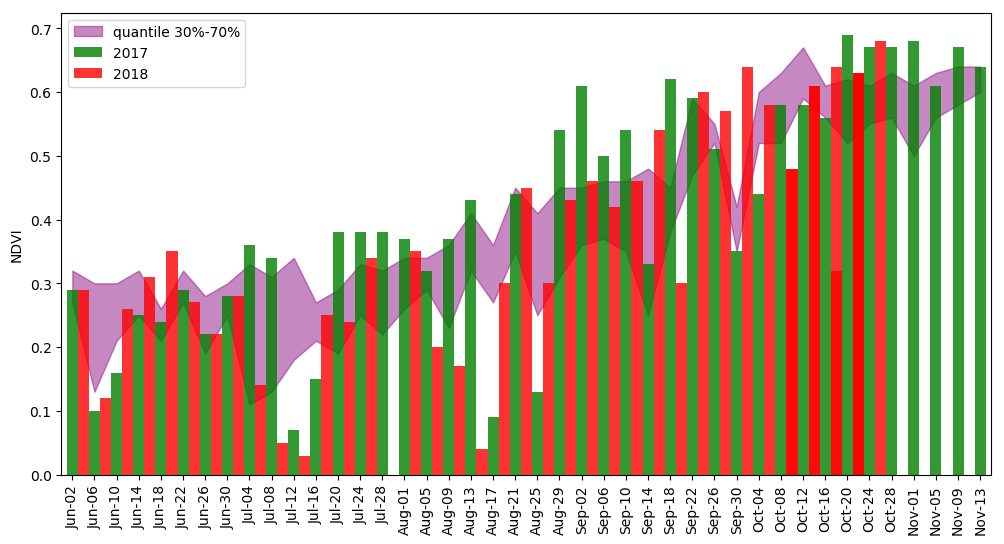 quantile 30%-70%
2017
2018
NDVI
0.7
0.6
0.5
0.4
0.3
0.2
0.1
0.0
Jun-02
Jun-06
Jun-10
Jun-14
Jun-18
Jun-22
Jun-26
Jun-30
Jul-04
Jul-08
Jul-12
Jul-16
Jul-20
Jul-24
Jul-28
Aug-01
Aug-05
Aug-09
Aug-13
Aug-17
Aug-21
Aug-25
Aug-29
Sep-02
Sep-06
Sep-10
Sep-14
Sep-18
Sep-22
Sep-26
Sep-30
Oct-04
Oct-08
Oct-12
Oct-16
Oct-20
Oct-24
Oct-28
Nov-01
Nov-05
Nov-09
Nov-13